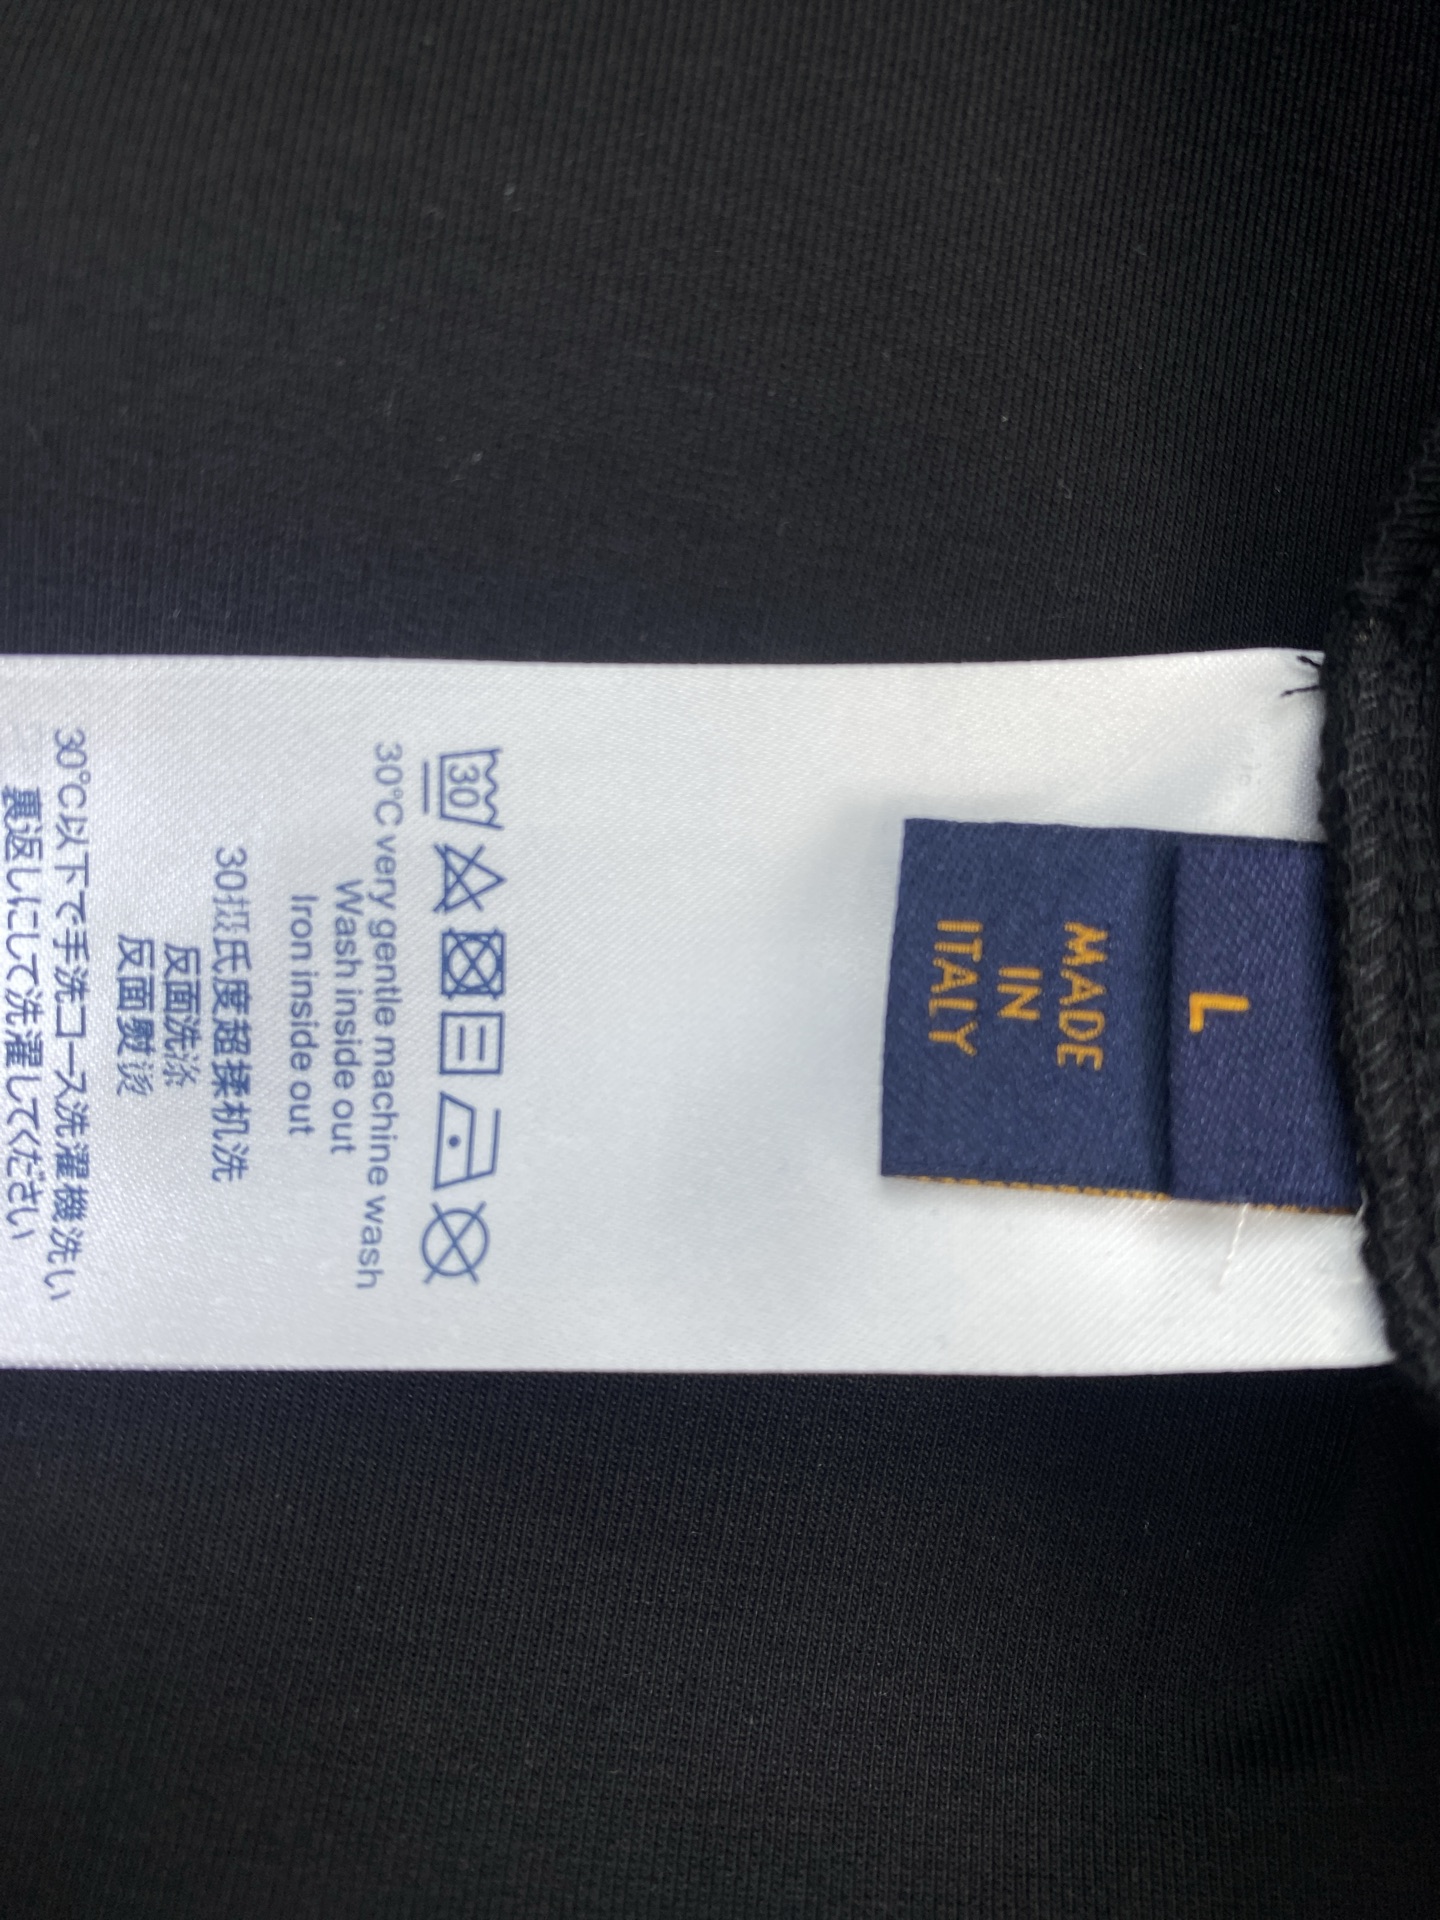 L
MADE
IN
ITALY
30
30°C very gentle machine wash
Wash inside out
Iron inside out
30摄氏度超揉机洗
反面洗涤
反面熨烫
30℃以下で手洗コース洗濯機洗い
裏返しにして洗濯してください